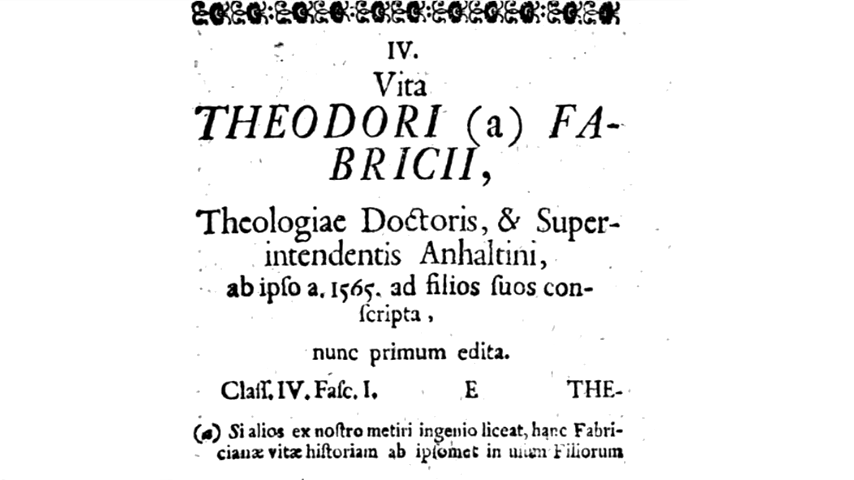 IV.
Vita
THEODORI (a) FA-
BRICII,
Theologiae Doctoris, & Super-
intendentis Anhaltini,
ab ipſo a. 1565. ad filios ſuos con-
ſcripta,
nunc primum edita.
Claſſ. IV. Faſc. I. E THE-
(a) Si alios ex noſtro metiri ingenio liceat, hanc Fabri-
cianæ vitæ hiſtoriam ab ipſomet in uſum Filiorum